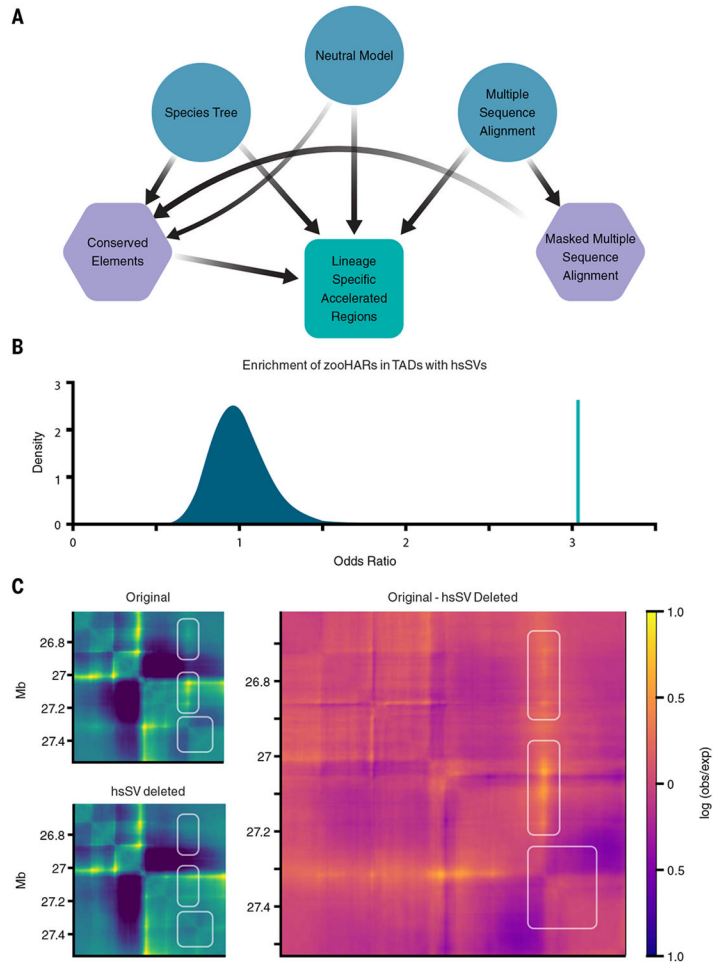 A
Neutral Model
Species Tree
Multiple
Sequence
Alignment
Conserved
Elements
Lineage
Specific
Accelerated
Regions
Masked Multiple
Sequence
Alignment
B
Enrichment of zooHARs in TADs with hsSVs
3
2
1
0
Density
0 1 2 3
Odds Ratio
C
Original
26.8
27
27.2
27.4
Mb
hsSV deleted
26.8
27
27.2
27.4
Mb
Original - hsSV Deleted
26.8
27
27.2
27.4
1.0
0.5
0
0.5
1.0
log (obs/exp)